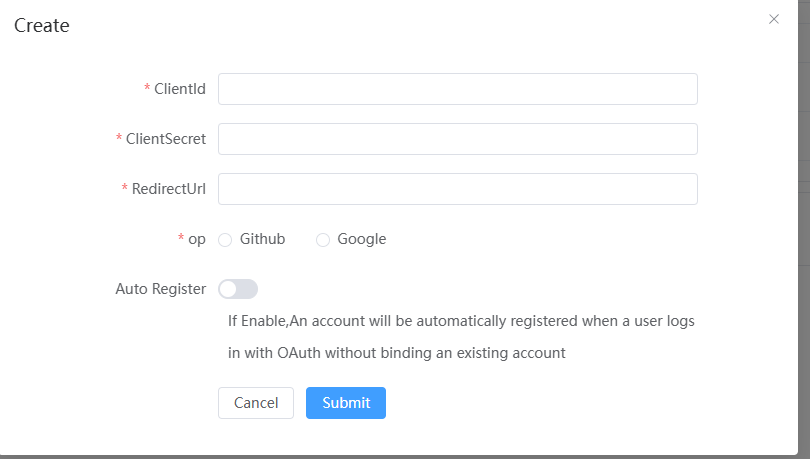 Create
* ClientId
* ClientSecret
* RedirectUrl
* op Github Google
Auto Register
If Enable,An account will be automatically registered when a user logs
in with OAuth without binding an existing account
Cancel Submit